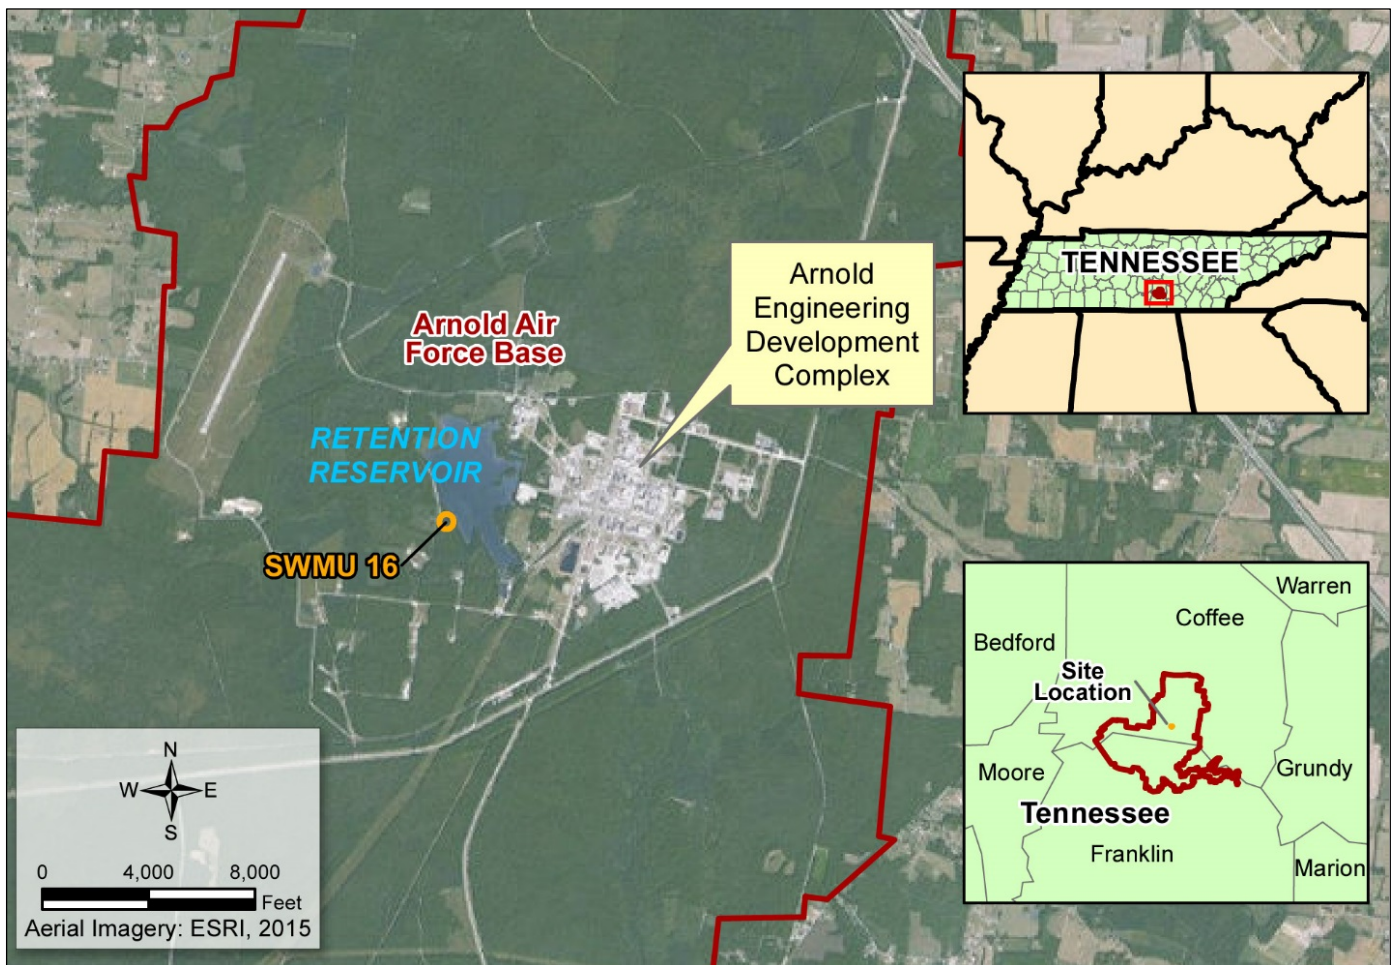 Arnold
Engineering
Development
Complex
TENNESSEE
Arnold Air
Force Base
RETENTION
RESERVOIR
SWMU 16
Warren
Coffee
Bedford
Site
Location
Moore
Grundy
Tennessee
Franklin
Marion
N
W E
S
0 4,000 8,000
Feet
Aerial Imagery: ESRI, 2015